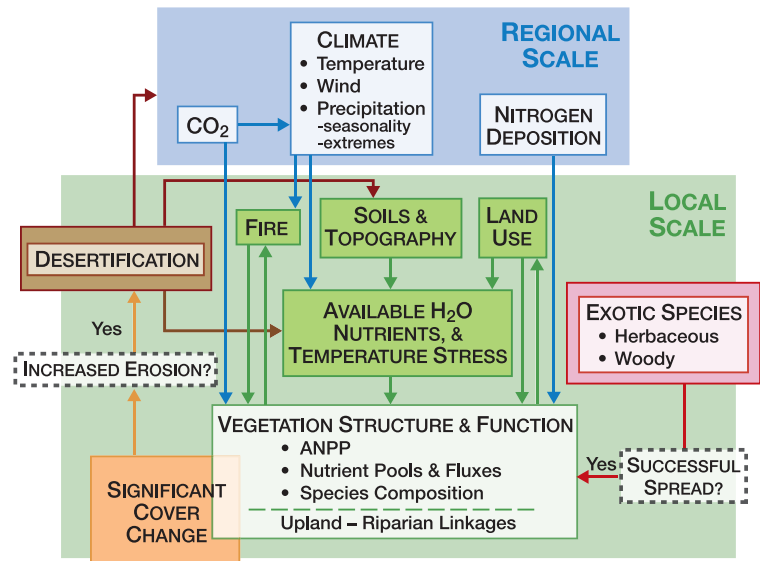 REGIONAL
SCALE
CLIMATE
• Temperature
• Wind
• Precipitation
-seasonality
-extremes
CO₂
NITROGEN
DEPOSITION
LOCAL
SCALE
FIRE
SOILS &
TOPOGRAPHY
LAND
USE
DESERTIFICATION
AVAILABLE H₂O
NUTRIENTS, &
TEMPERATURE STRESS
EXOTIC SPECIES
• Herbaceous
• Woody
Yes
INCREASED EROSION?
VEGETATION STRUCTURE & FUNCTION
• ANPP
• Nutrient Pools & Fluxes
• Species Composition
Upland – Riparian Linkages
Yes
SUCCESSFUL
SPREAD?
SIGNIFICANT
COVER
CHANGE